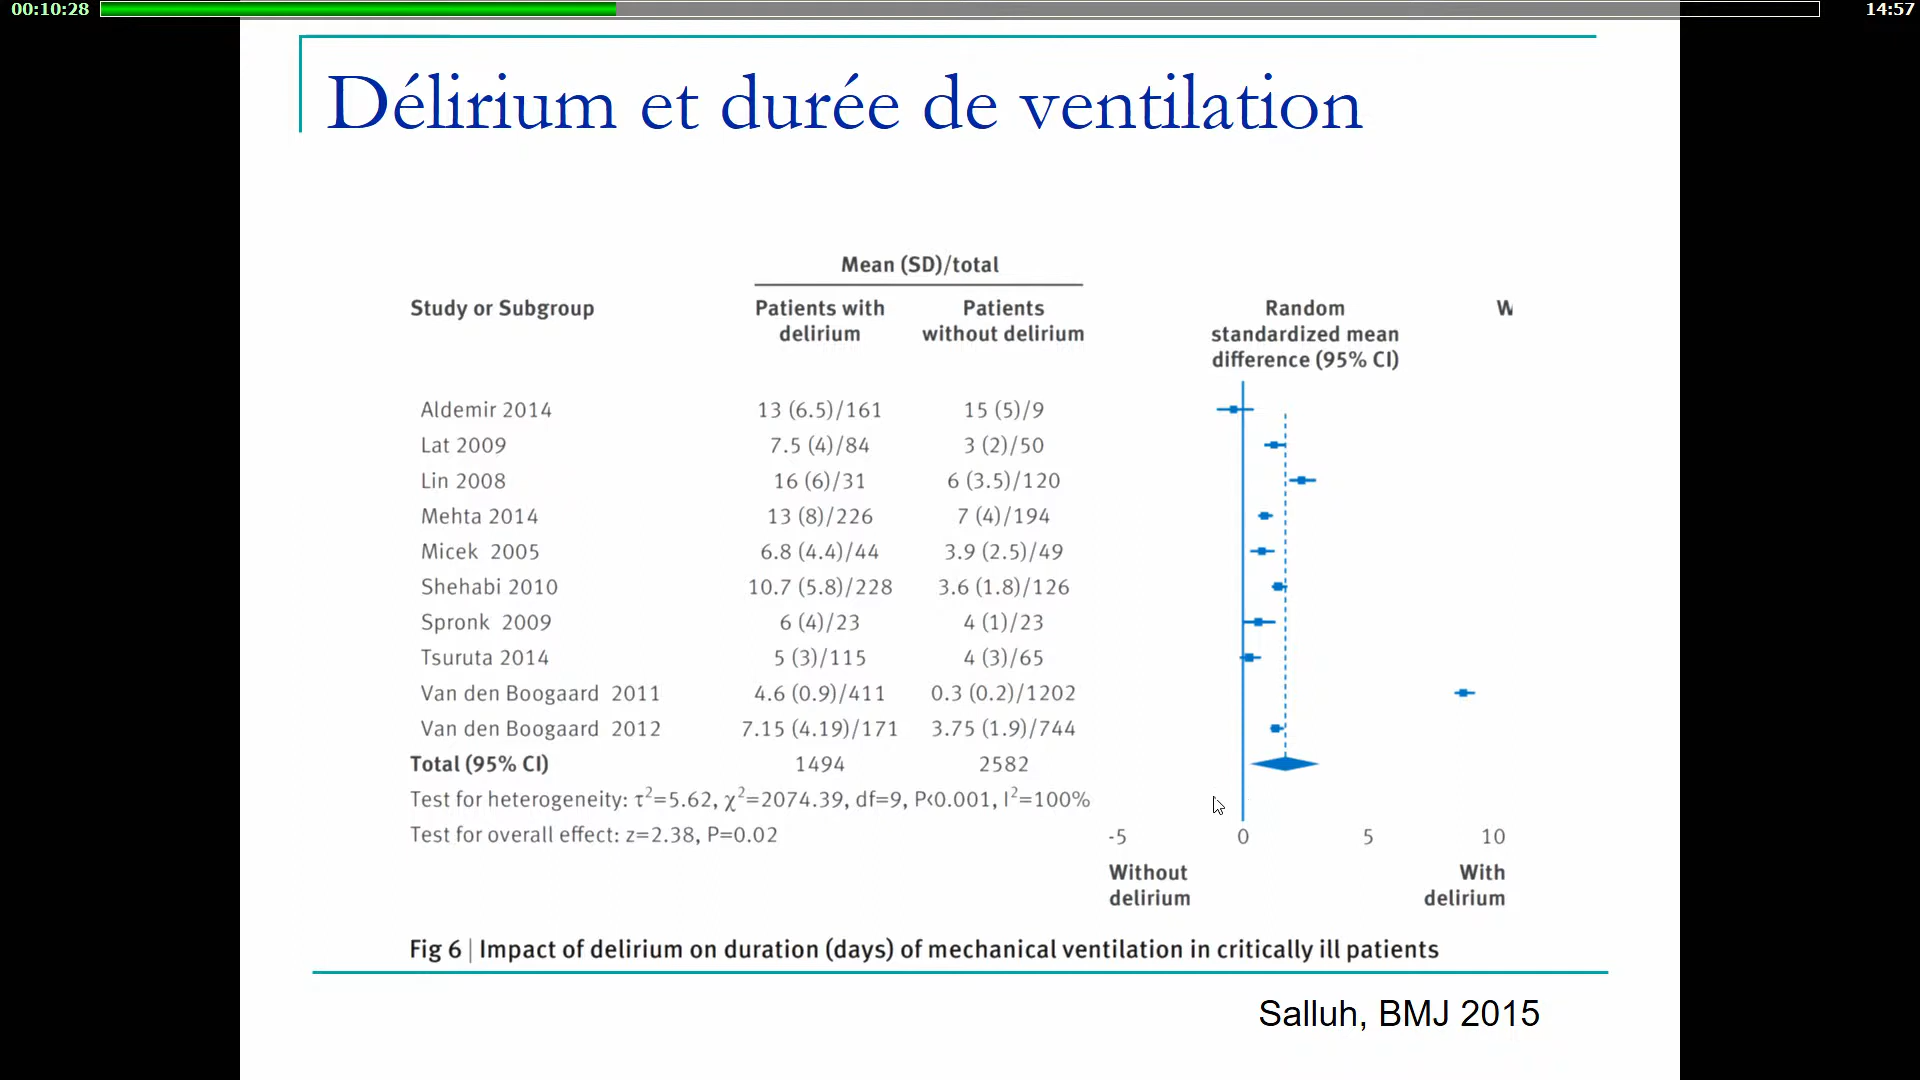 00:10:28 14:57
Délirium et durée de ventilation
Mean (SD)/total
Study or Subgroup Patients with delirium Patients without delirium Random standardized mean difference (95% CI) W
Aldemir 2014 13 (6.5)/161 15 (5)/9
Lat 2009 7.5 (4)/84 3 (2)/50
Lin 2008 16 (6)/31 6 (3.5)/120
Mehta 2014 13 (8)/226 7 (4)/194
Micek 2005 6.8 (4.4)/44 3.9 (2.5)/49
Shehabi 2010 10.7 (5.8)/228 3.6 (1.8)/126
Spronk 2009 6 (4)/23 4 (1)/23
Tsuruta 2014 5 (3)/115 4 (3)/65
Van den Boogaard 2011 4.6 (0.9)/411 0.3 (0.2)/1202
Van den Boogaard 2012 7.15 (4.19)/171 3.75 (1.9)/744
Total (95% CI) 1494 2582
Test for heterogeneity: τ²=5.62, χ²=2074.39, df=9, P<0.001, I²=100%
Test for overall effect: z=2.38, P=0.02
-5 0 5 10
Without delirium With delirium
Fig 6 | Impact of delirium on duration (days) of mechanical ventilation in critically ill patients
Salluh, BMJ 2015